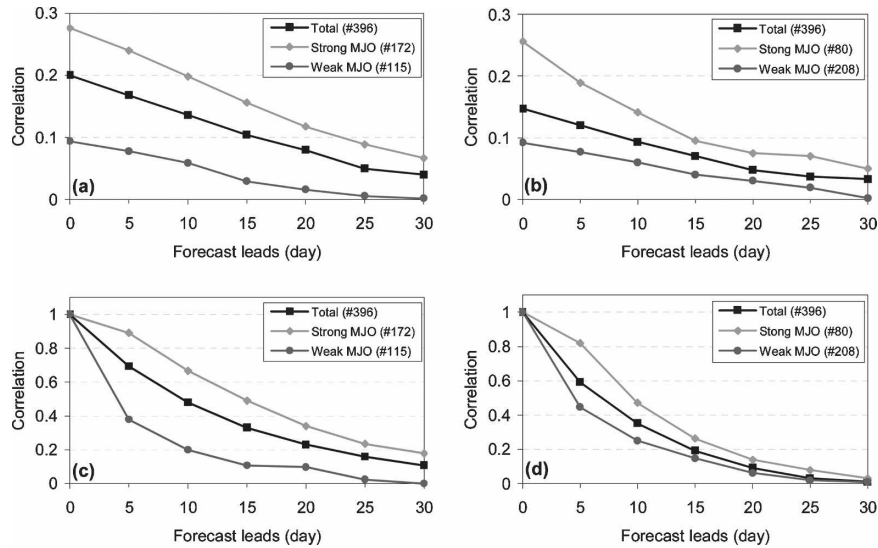 0.3
0.2
0.1
0
Correlation
Total (#396)
Strong MJO (#172)
Weak MJO (#115)
(a)
0 5 10 15 20 25 30
Forecast leads (day)
0.3
0.2
0.1
0
Correlation
Total (#396)
Stong MJO (#80)
Weak MJO (#208)
(b)
0 5 10 15 20 25 30
Forecast leads (day)
1
0.8
0.6
0.4
0.2
0
Correlation
Total (#396)
Strong MJO (#172)
Weak MJO (#115)
(c)
0 5 10 15 20 25 30
Forecast leads (day)
1
0.8
0.6
0.4
0.2
0
Correlation
Total (#396)
Stong MJO (#80)
Weak MJO (#208)
(d)
0 5 10 15 20 25 30
Forecast leads (day)